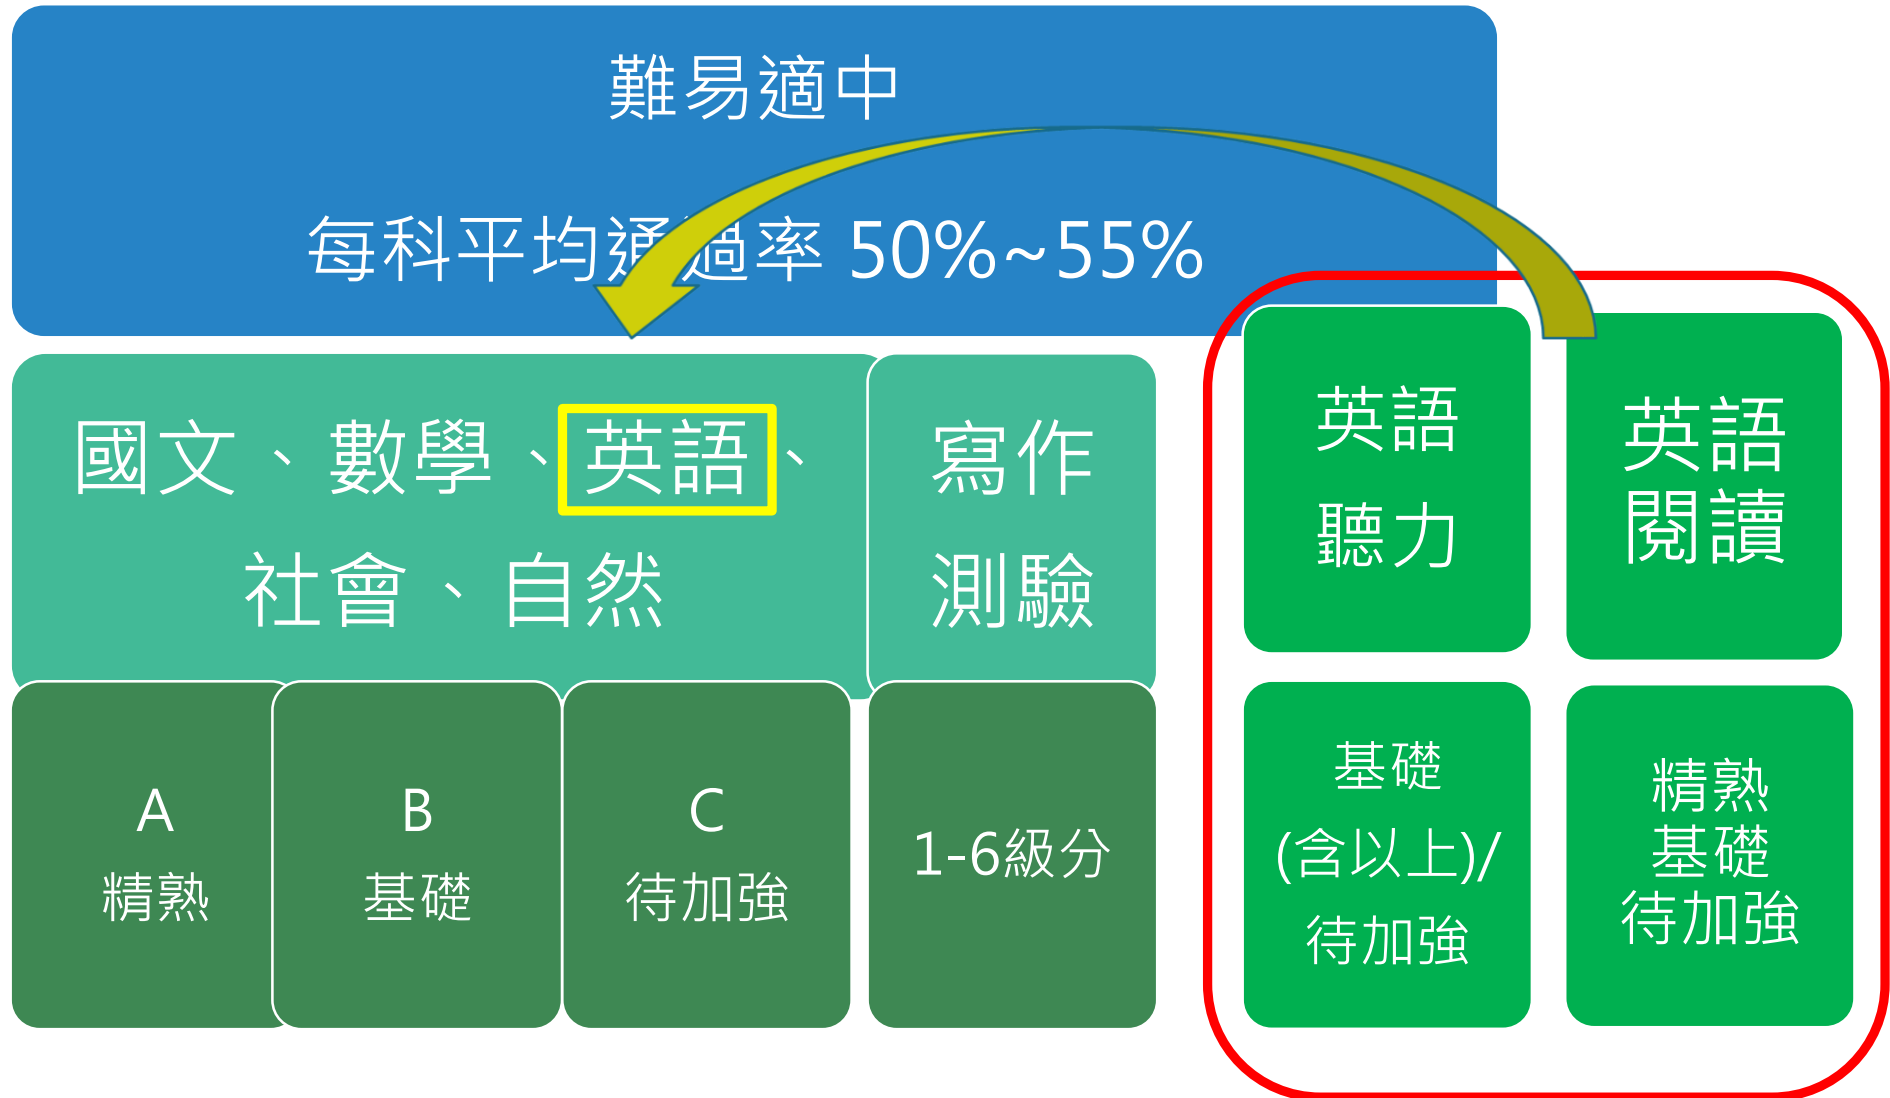 難易適中
每科平均通過率 50%~55%
國文、數學、英語、
社會、自然
寫作
測驗
英語
聽力
英語
閱讀
A
精熟
B
基礎
C
待加強
1-6級分
基礎
(含以上)/
待加強
精熟
基礎
待加強